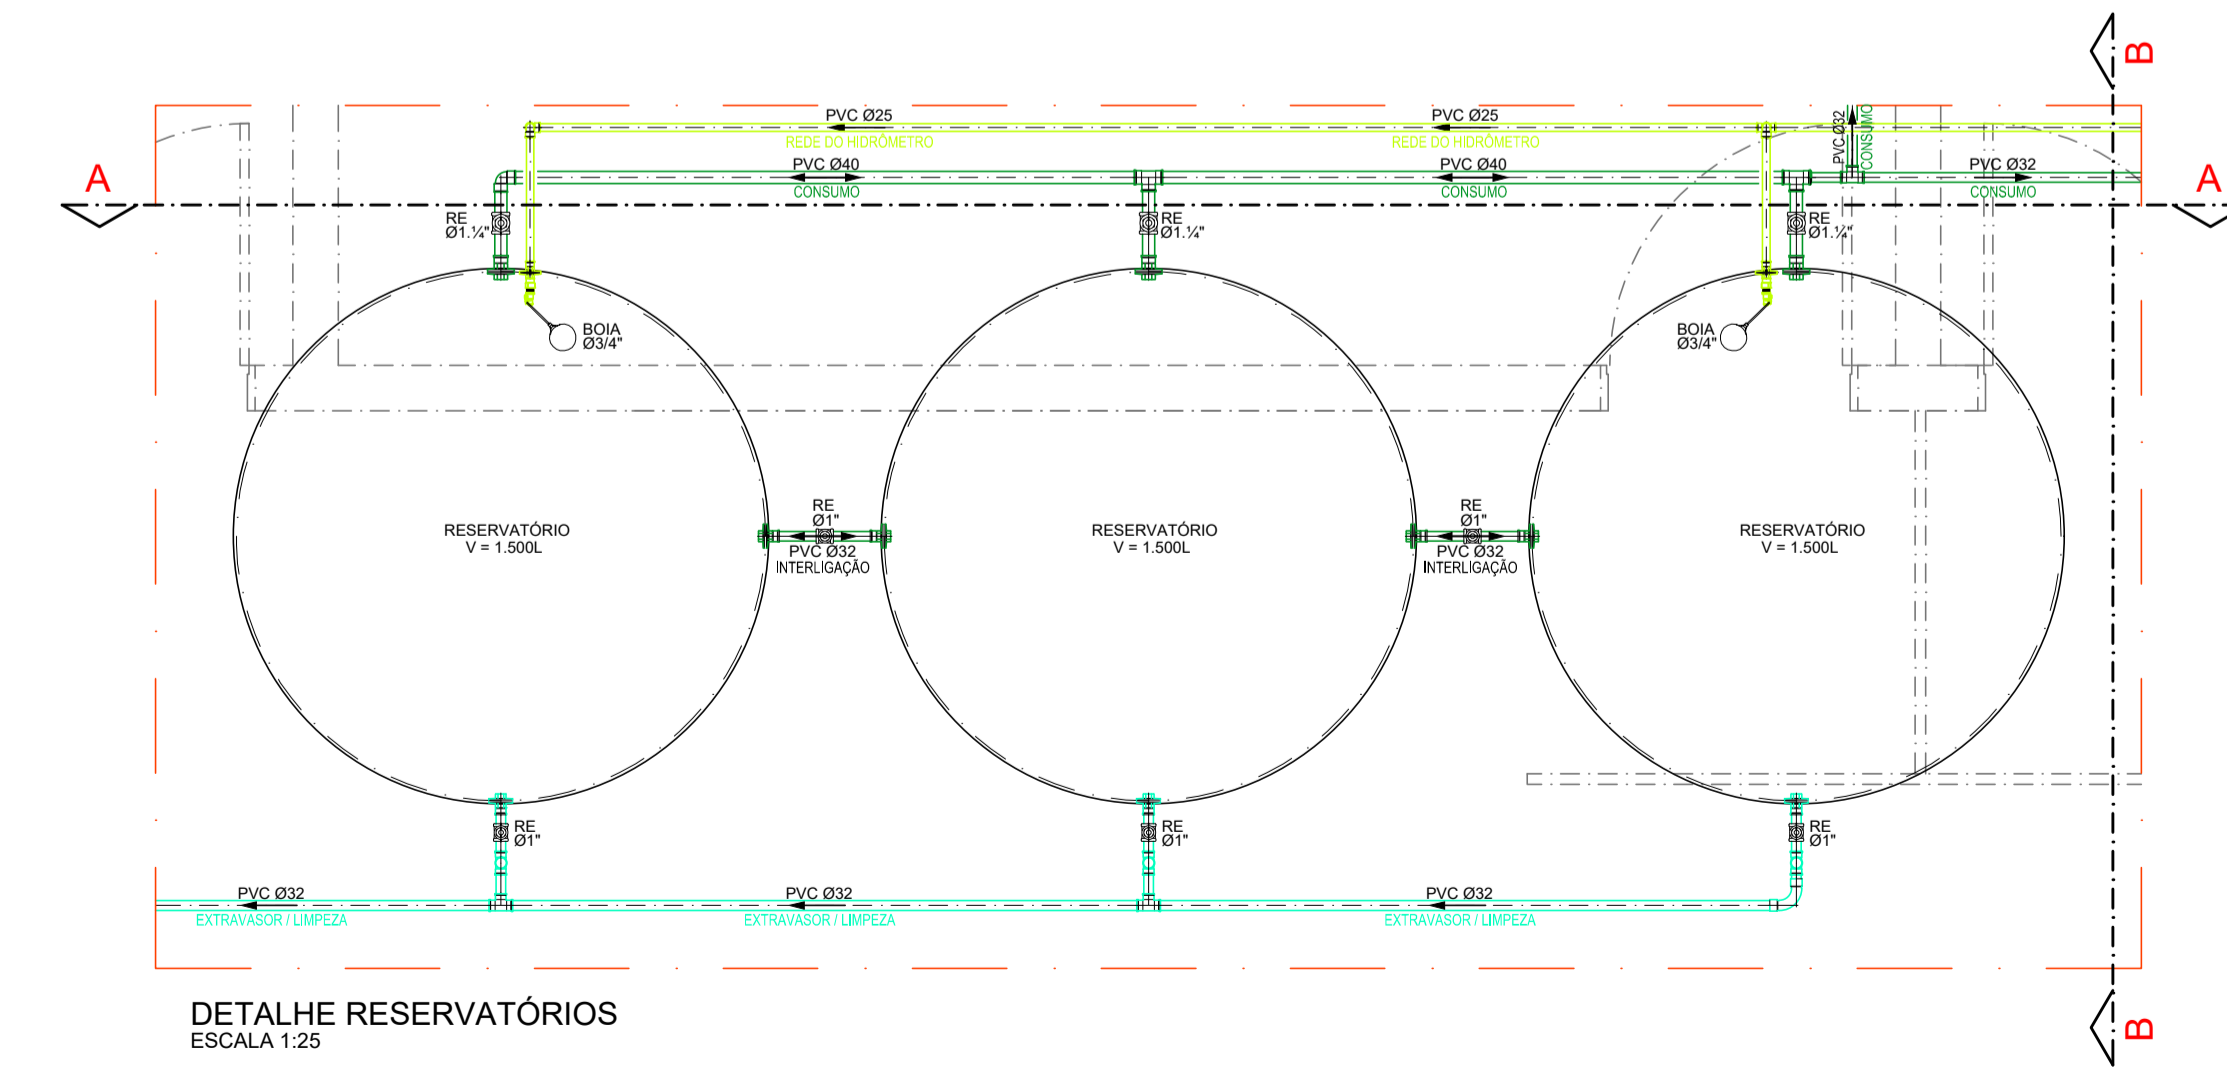 B
PVC Ø25
REDE DO HIDRÔMETRO
PVC Ø25
REDE DO HIDRÔMETRO
PVC Ø32
CONSUMO
PVC Ø40
CONSUMO
PVC Ø40
CONSUMO
PVC Ø32
CONSUMO
A
A
RE
Ø1.¼"
RE
Ø1.¼"
RE
Ø1.¼"
BOIA
Ø3/4"
BOIA
Ø3/4"
RESERVATÓRIO
V = 1.500L
RE
Ø1"
PVC Ø32
INTERLIGAÇÃO
RESERVATÓRIO
V = 1.500L
RE
Ø1"
PVC Ø32
INTERLIGAÇÃO
RESERVATÓRIO
V = 1.500L
RE
Ø1"
RE
Ø1"
RE
Ø1"
PVC Ø32
EXTRAVASOR / LIMPEZA
PVC Ø32
EXTRAVASOR / LIMPEZA
PVC Ø32
EXTRAVASOR / LIMPEZA
DETALHE RESERVATÓRIOS
ESCALA 1:25
B